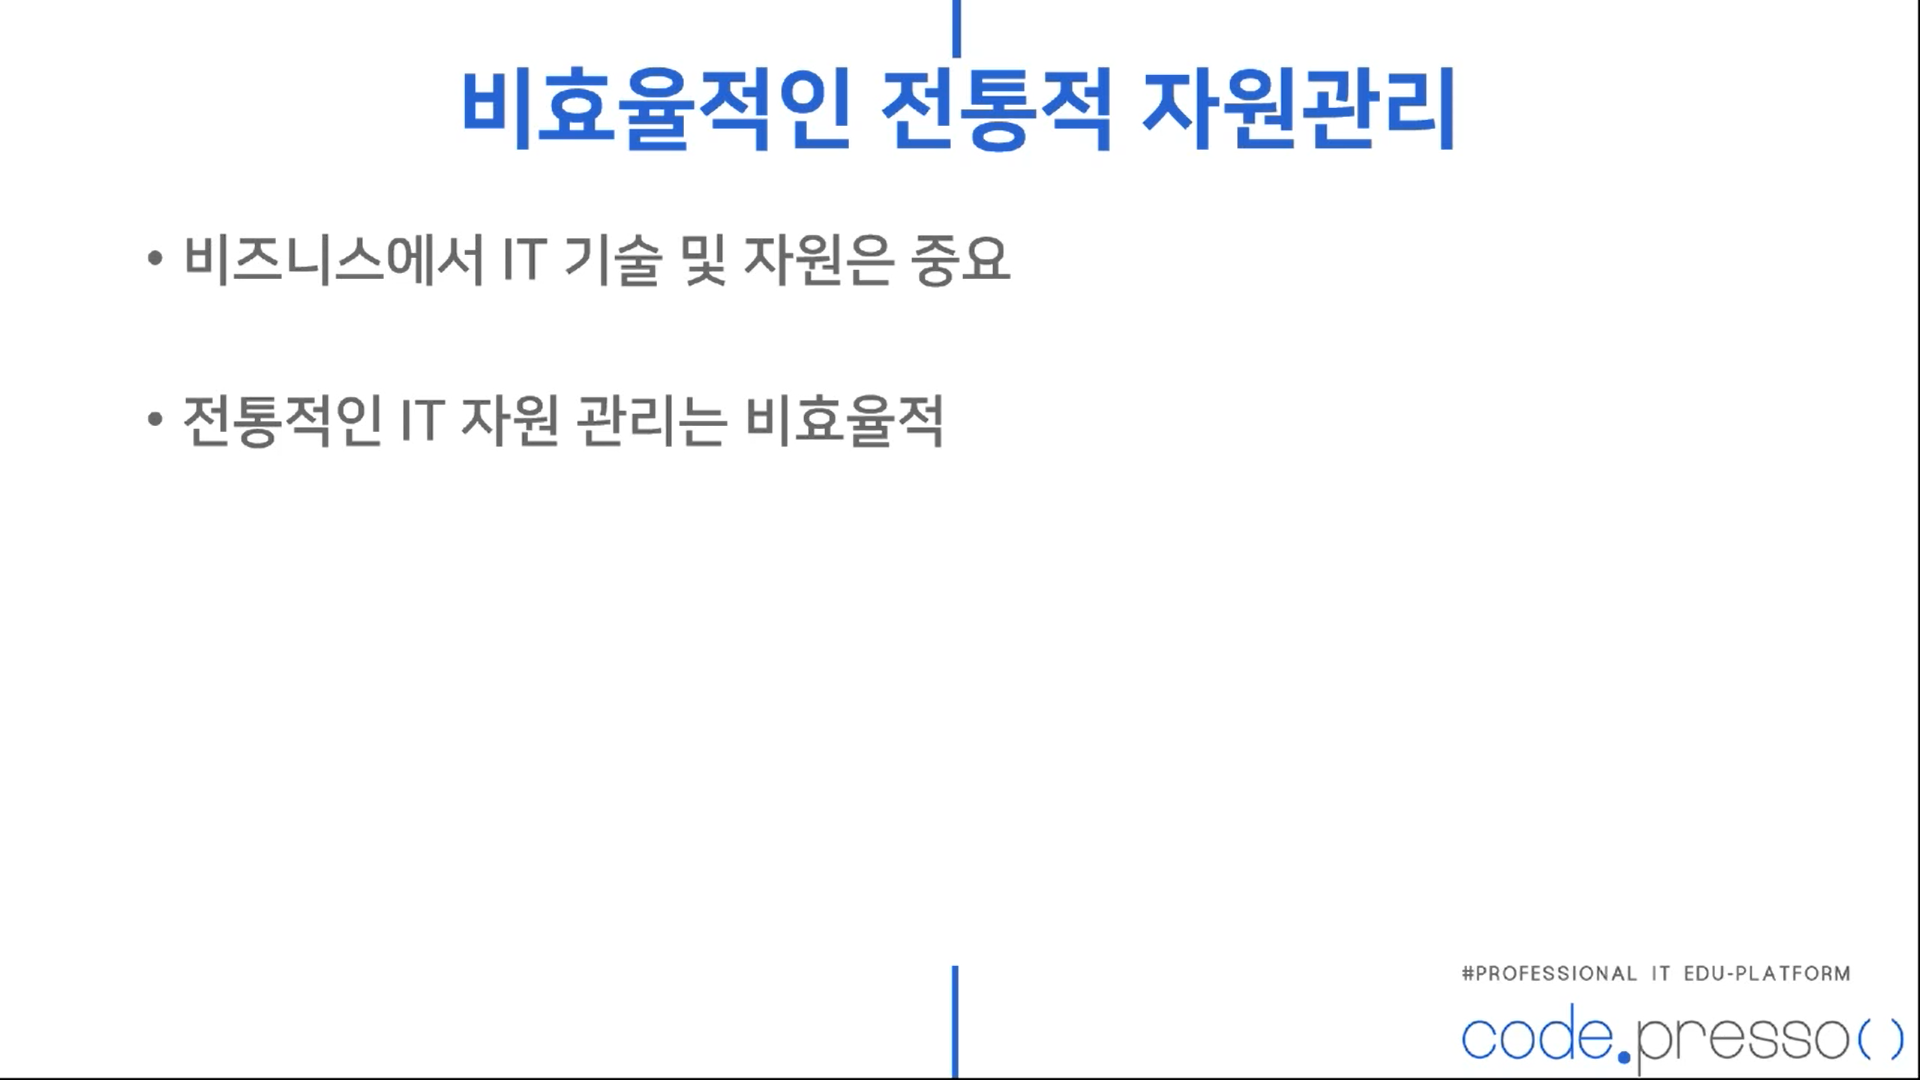 비효율적인 전통적 자원관리
• 비즈니스에서 IT 기술 및 자원은 중요
• 전통적인 IT 자원 관리는 비효율적
#PROFESSIONAL IT EDU-PLATFORM
code.presso()